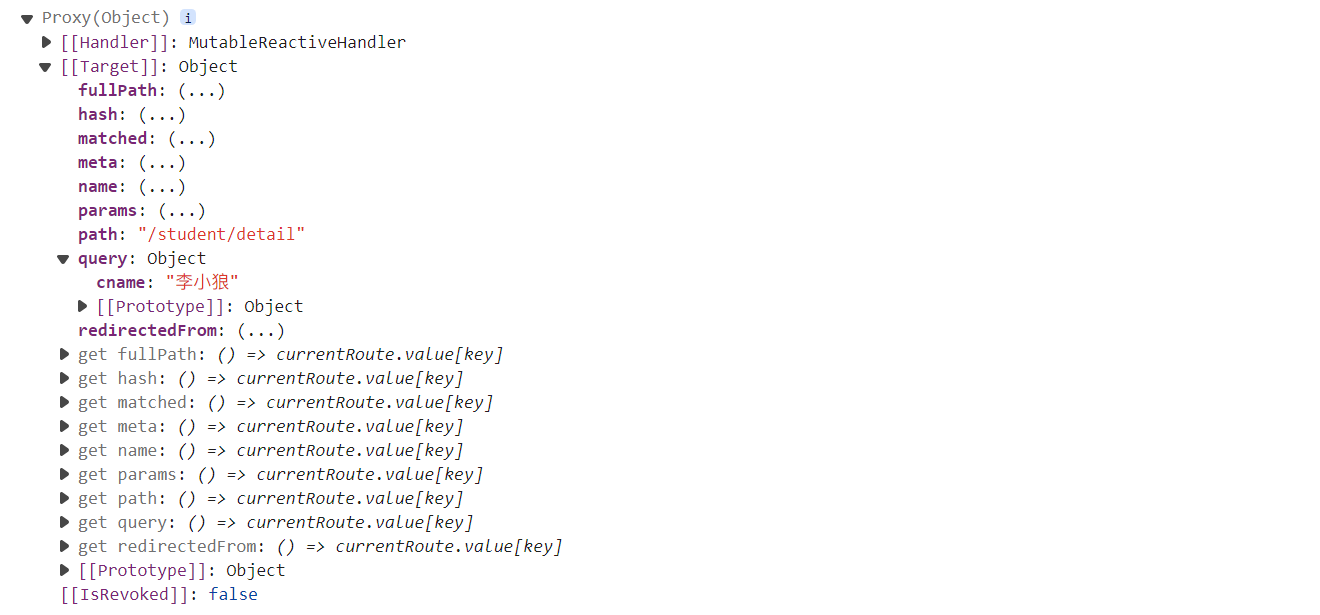 Proxy(Object) i
[[Handler]]: MutableReactiveHandler
[[Target]]: Object
fullPath: (...)
hash: (...)
matched: (...)
meta: (...)
name: (...)
params: (...)
path: "/student/detail"
query: Object
cname: "李小狼"
[[Prototype]]: Object
redirectedFrom: (...)
get fullPath: () => currentRoute.value[key]
get hash: () => currentRoute.value[key]
get matched: () => currentRoute.value[key]
get meta: () => currentRoute.value[key]
get name: () => currentRoute.value[key]
get params: () => currentRoute.value[key]
get path: () => currentRoute.value[key]
get query: () => currentRoute.value[key]
get redirectedFrom: () => currentRoute.value[key]
[[Prototype]]: Object
[[IsRevoked]]: false